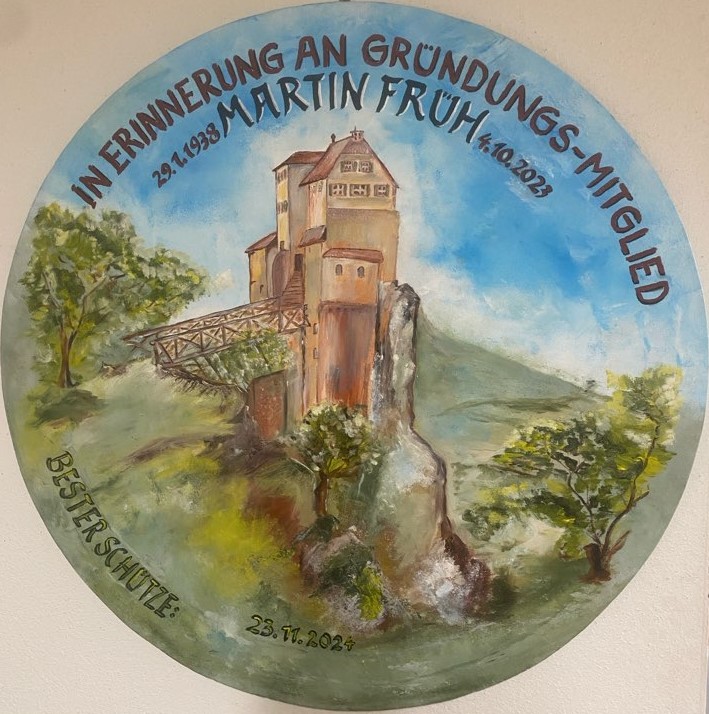 IN ERINNERUNG AN GRÜNDUNGS-MITGLIED
29.1.1938 MARTIN FRÜH 4.10.2023
BESTER SCHÜTZE:
23.11.2024